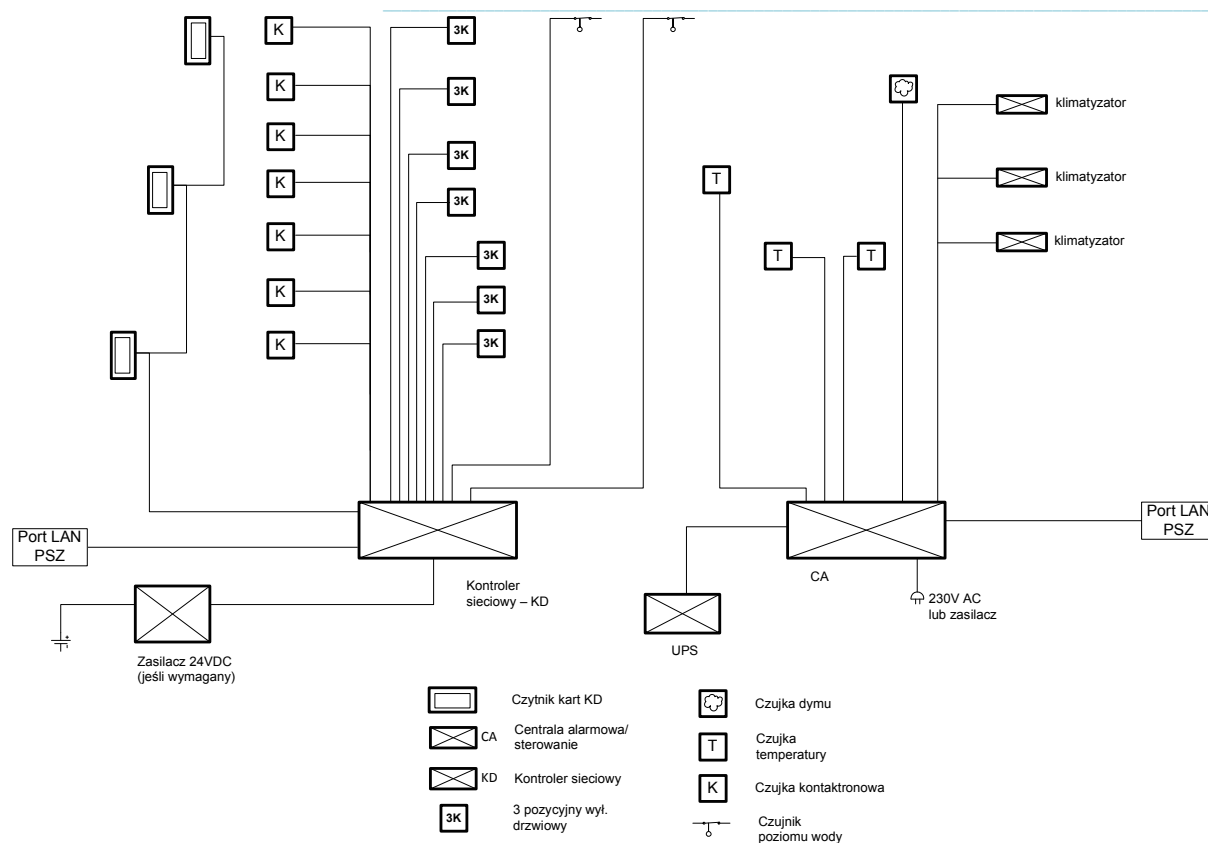 K
3K
K
3K
klimatyzator
K
3K
K
3K
T
klimatyzator
K
3K
T
T
klimatyzator
K
3K
K
3K
Port LAN
PSZ
Kontroler
sieciowy – KD
CA
Port LAN
PSZ
230V AC
lub zasilacz
UPS
Zasilacz 24VDC
(jeśli wymagany)
Czytnik kart KD
CA
Centrala alarmowa/
sterowanie
KD
Kontroler sieciowy
3K
3 pozycyjny wył.
drzwiowy
Czujka dymu
T
Czujka
temperatury
K
Czujka kontaktronowa
Czujnik
poziomu wody